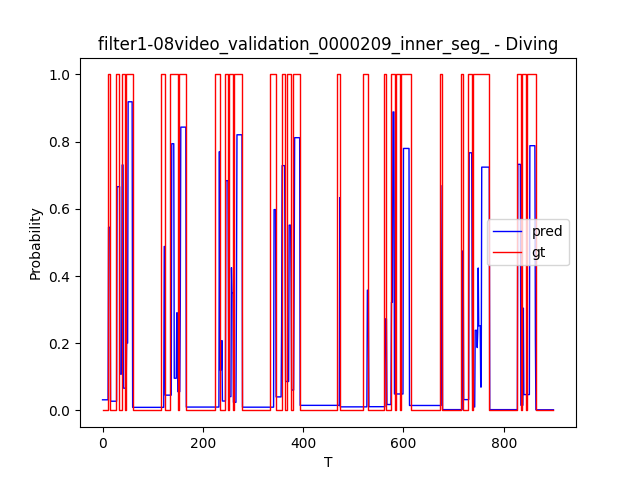 filter1-08video_validation_0000209_inner_seg_ - Diving
1.0
0.8
0.6
0.4
0.2
0.0
Probability
pred
gt
0
200
400
600
800
T